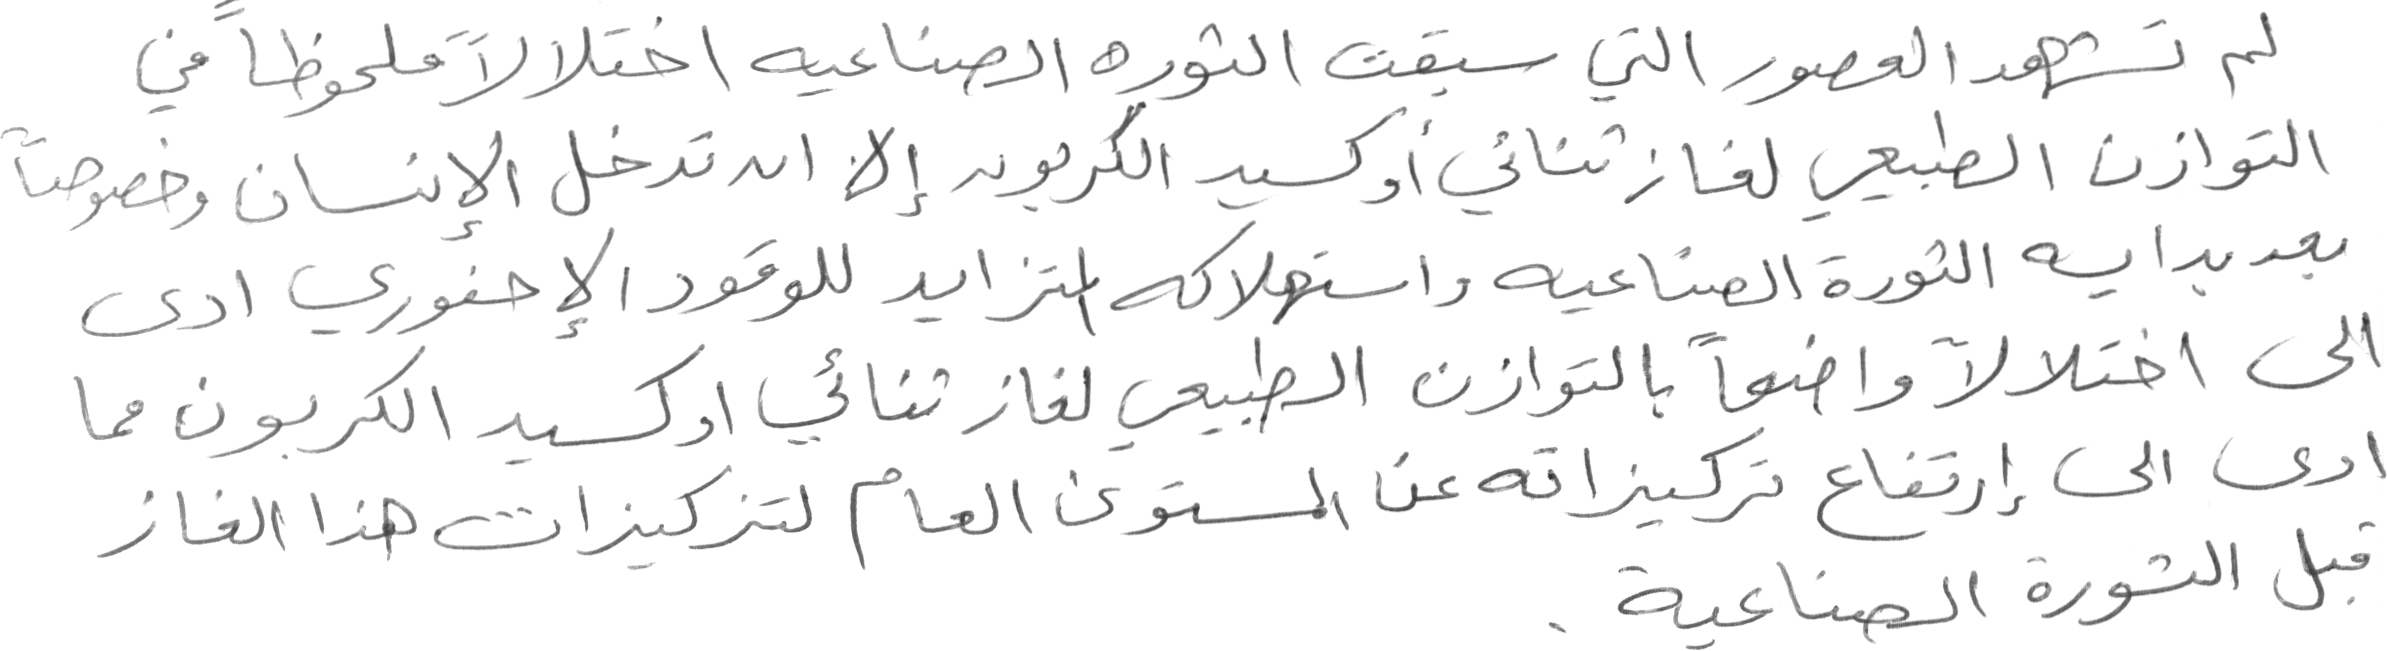 لم تشهد العصور التي سبقت الثوره الصناعيه اختلالاً ملحوظاً في
التوازن الطبيعي لغاز ثنائي أوكسيد الكربون إلا ان تدخل الإنسان وخصوصاً
بعد بدايه الثورة الصناعيه واستهلاكه المتزايد للوقود الإحفوري ادى
الى اختلالاً واضحاً بالتوازن الطبيعي لغاز ثنائي اوكسيد الكربون مما
ادى الى إرتفاع تركيزاته عن المستوى العام لتركيزات هذا الغاز
قبل الثورة الصناعية .